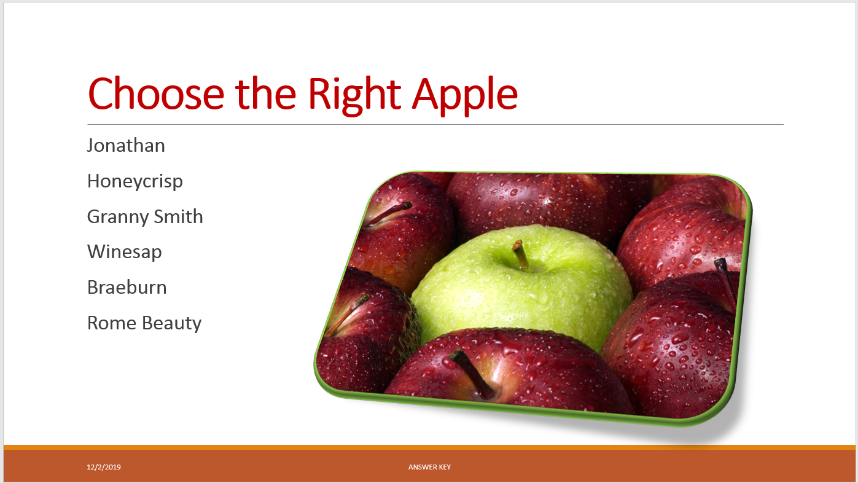 Choose the Right Apple
Jonathan
Honeycrisp
Granny Smith
Winesap
Braeburn
Rome Beauty
12/2/2019
ANSWER KEY